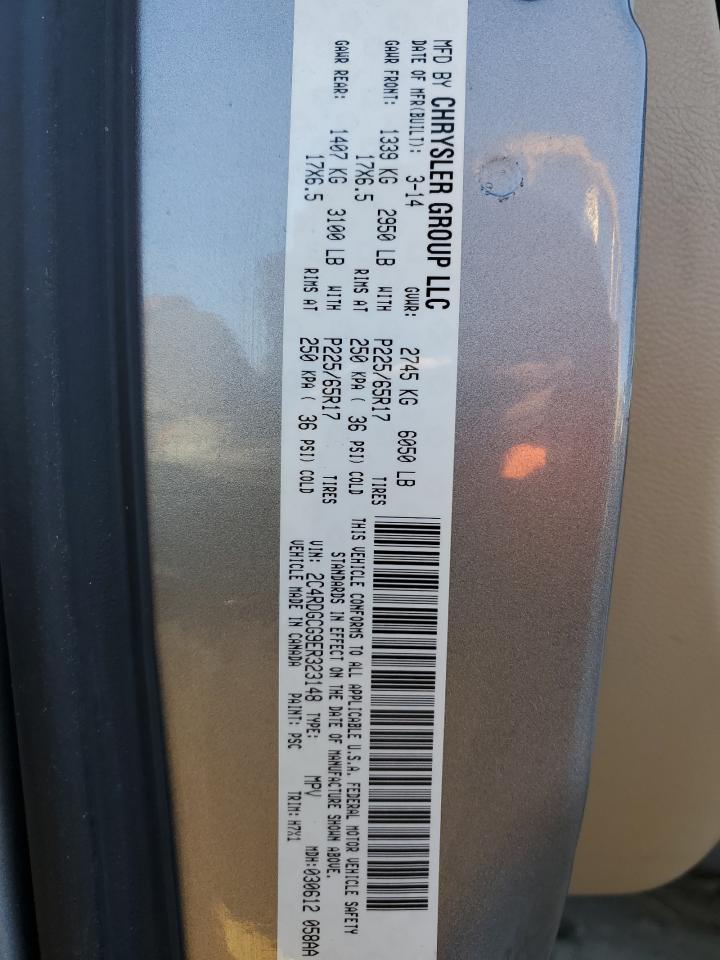 MFD BY CHRYSLER GROUP LLC
DATE OF MFR(BUILT): 3-14 GVWR: 2745 KG 6050 LB
GAWR FRONT: 1339 KG 2950 LB WITH P225/65R17 TIRES
17X6.5 RIMS AT 250 KPA ( 36 PSI) COLD
GAWR REAR: 1407 KG 3100 LB WITH P225/65R17 TIRES
17X6.5 RIMS AT 250 KPA ( 36 PSI) COLD
THIS VEHICLE CONFORMS TO ALL APPLICABLE U.S.A. FEDERAL MOTOR VEHICLE SAFETY
STANDARDS IN EFFECT ON THE DATE OF MANUFACTURE SHOWN ABOVE.
VIN: 2C4RDGCG9ER323148 TYPE: MPV MDH:030612 058AA
VEHICLE MADE IN CANADA PAINT: PSC TRIM: H7X1